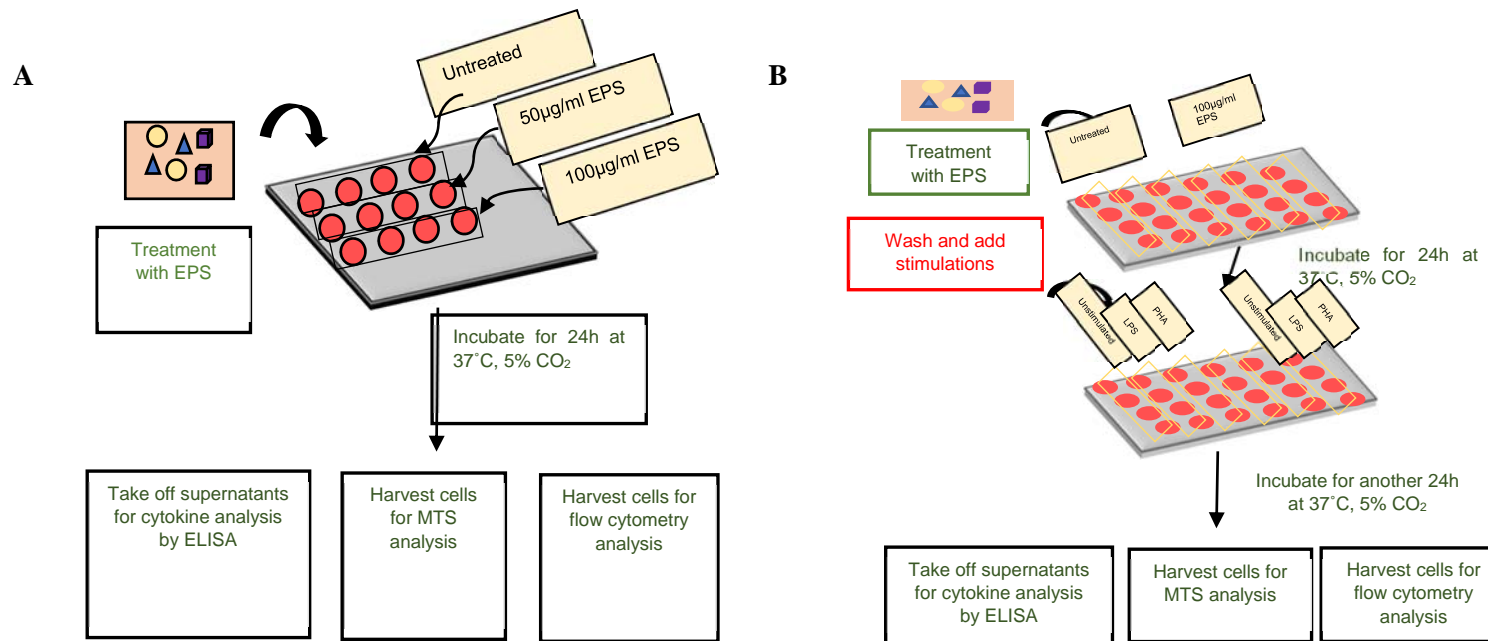 A
Untreated
50µg/ml EPS
100µg/ml EPS
Treatment
with EPS
Incubate for 24h at
37˚C, 5% CO₂
Take off supernatants
for cytokine analysis
by ELISA
Harvest cells
for MTS
analysis
Harvest cells for
flow cytometry
analysis
B
Untreated
100µg/ml
EPS
Treatment
with EPS
Wash and add
stimulations
Incubate for 24h at
37˚C, 5% CO₂
Unstimulated
LPS
PHA
Unstimulated
LPS
PHA
Incubate for another 24h
at 37˚C, 5% CO₂
Take off supernatants
for cytokine analysis
by ELISA
Harvest cells for
MTS analysis
Harvest cells for
flow cytometry
analysis